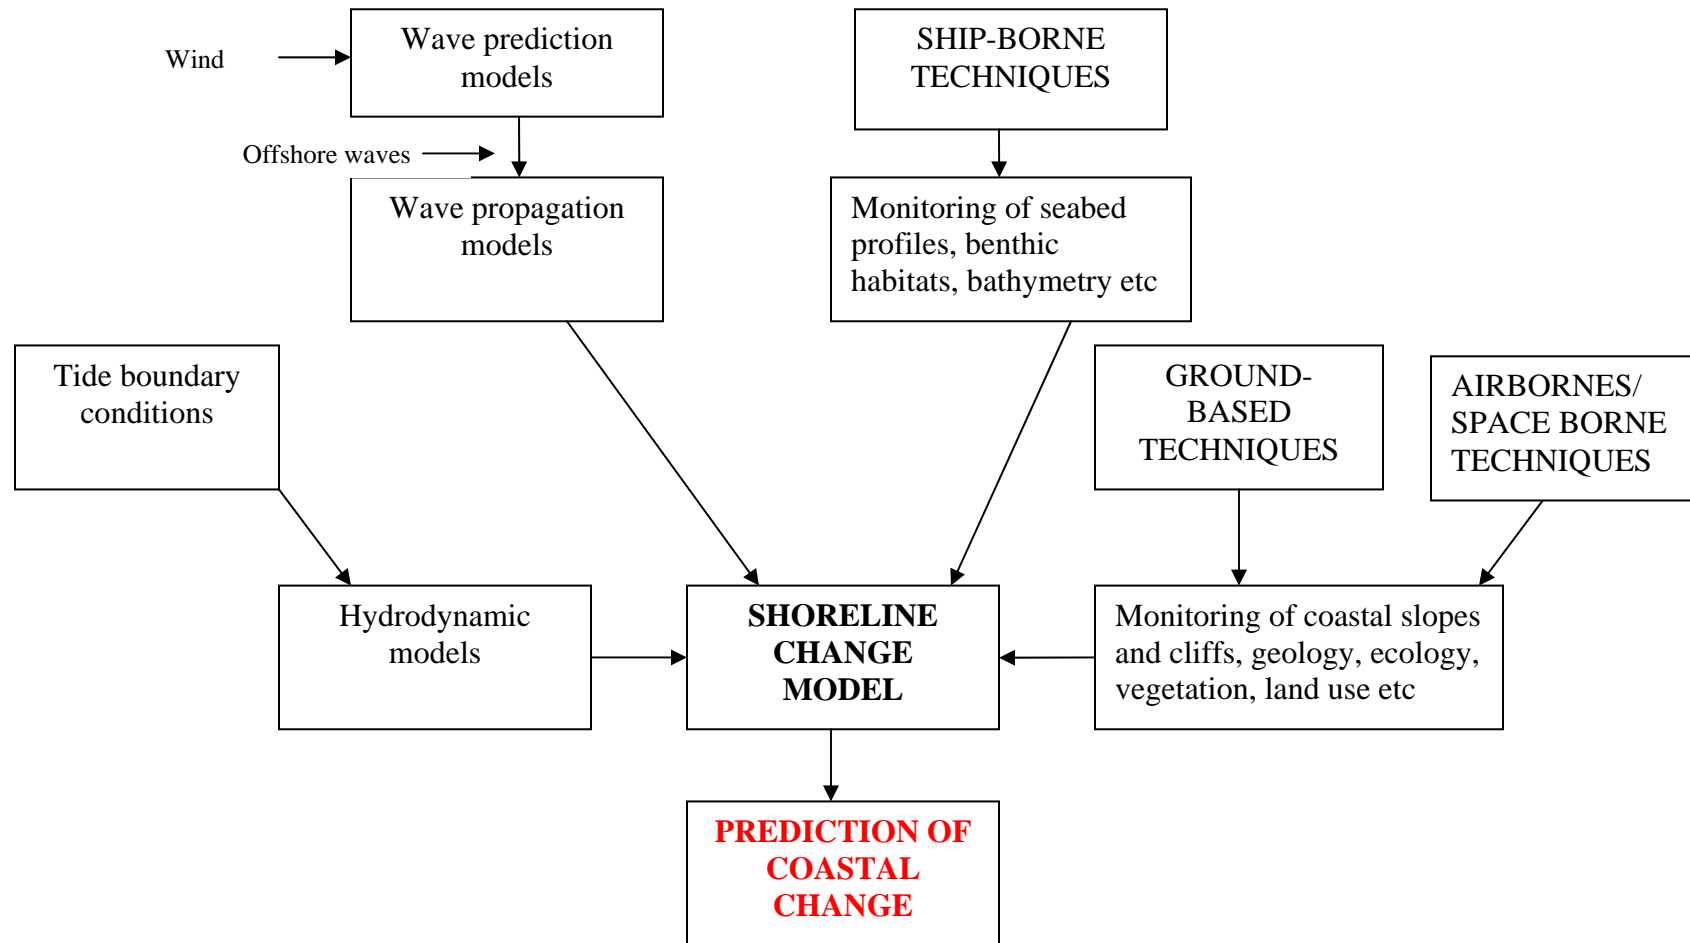 Wave prediction
models
Wind
SHIP-BORNE
TECHNIQUES
Offshore waves
Wave propagation
models
Monitoring of seabed
profiles, benthic
habitats, bathymetry etc
Tide boundary
conditions
GROUND-
BASED
TECHNIQUES
AIRBORNES/
SPACE BORNE
TECHNIQUES
Hydrodynamic
models
SHORELINE
CHANGE
MODEL
Monitoring of coastal slopes
and cliffs, geology, ecology,
vegetation, land use etc
PREDICTION OF
COASTAL
CHANGE